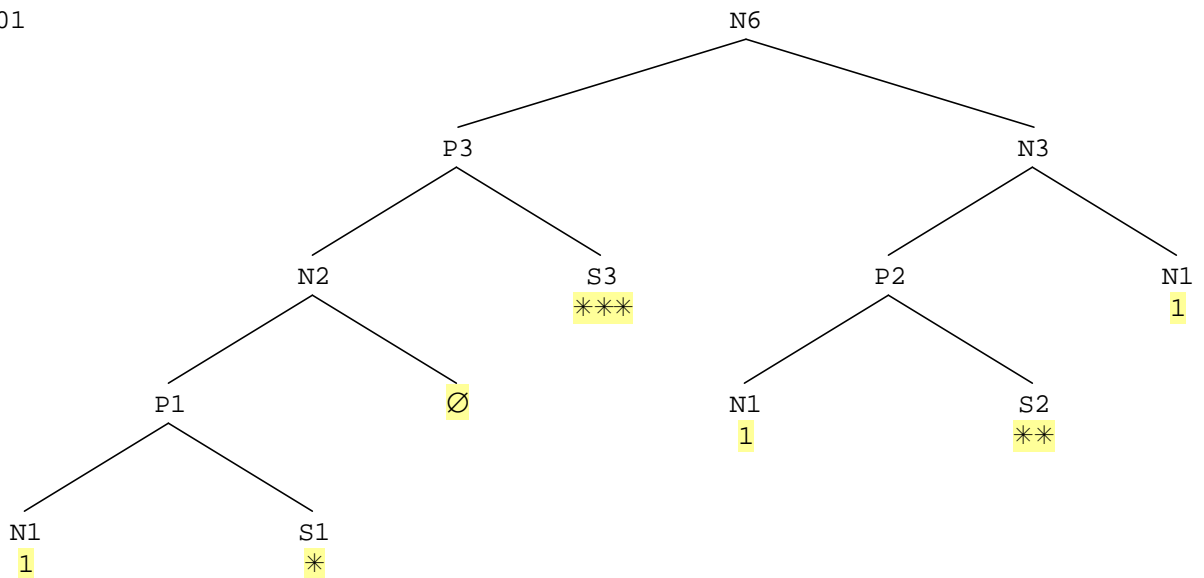 01 N6
P3 N3
N2 S3 P2 N1
✳✳✳ 1
P1 ∅ N1 S2
1 ✳✳
N1 S1
1 ✳